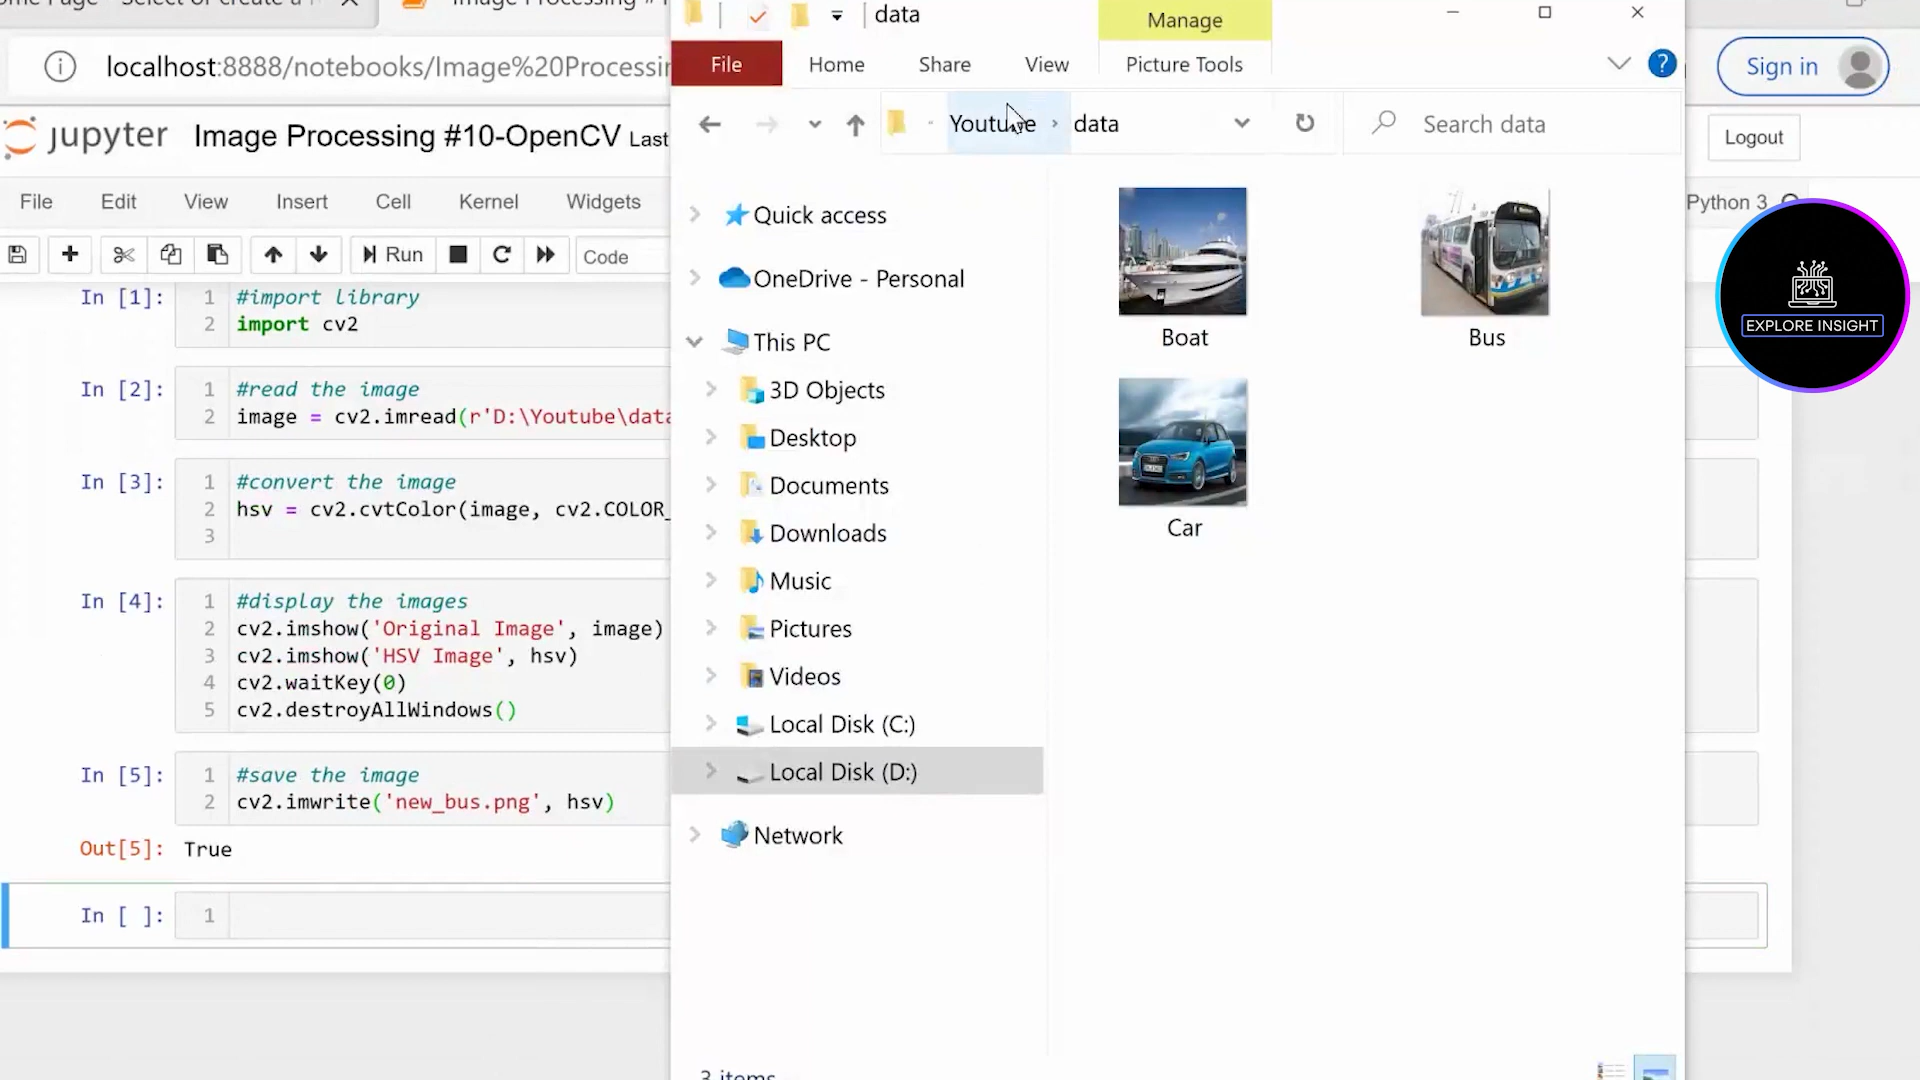 data
Manage
localhost:8888/notebooks/Image%20Processin
File
Home
Share
View
Picture Tools
Sign in
Youtube
data
Search data
jupyter
Image Processing #10-OpenCV
Last
Logout
File
Edit
View
Insert
Cell
Kernel
Widgets
Python 3
Run
Code
Quick access
OneDrive - Personal
This PC
3D Objects
Desktop
Documents
Downloads
Music
Pictures
Videos
Local Disk (C:)
Local Disk (D:)
Network
Boat
Bus
Car
EXPLORE INSIGHT
In [1]:
1 #import library
2 import cv2
In [2]:
1 #read the image
2 image = cv2.imread(r'D:\Youtube\data
In [3]:
1 #convert the image
2 hsv = cv2.cvtColor(image, cv2.COLOR_
3
In [4]:
1 #display the images
2 cv2.imshow('Original Image', image)
3 cv2.imshow('HSV Image', hsv)
4 cv2.waitKey(0)
5 cv2.destroyAllWindows()
In [5]:
1 #save the image
2 cv2.imwrite('new_bus.png', hsv)
Out[5]: True
In [ ]:
1
3 items